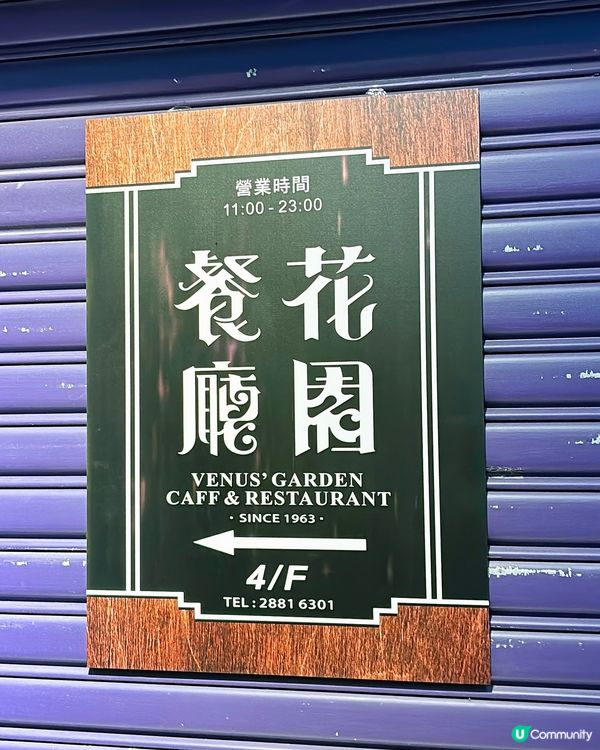 營業時間
11:00 - 23:00
花園
餐廳
VENUS' GARDEN
CAFF & RESTAURANT
· SINCE 1963 ·
4/F
TEL : 2881 6301
U Community